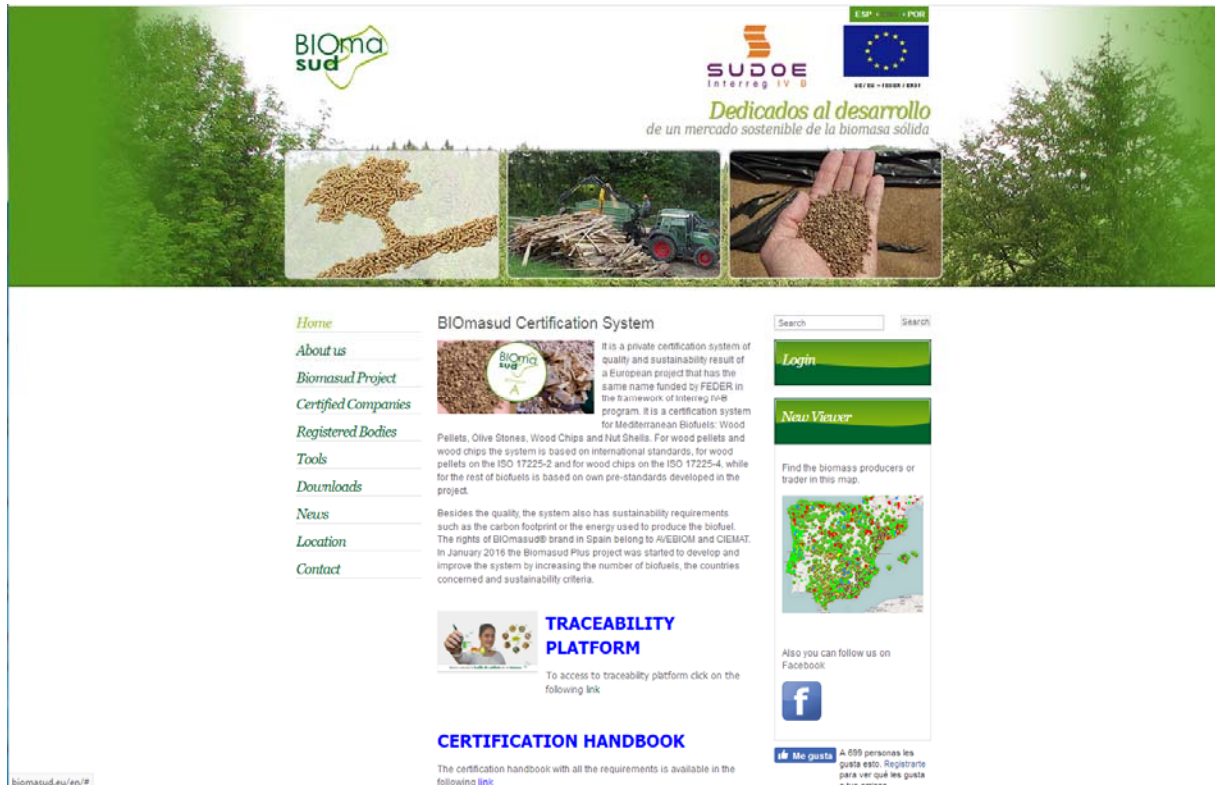 ESP • ENG • POR
BIOma
sud
SUDOE
Interreg IV B
Dedicados al desarrollo
de un mercado sostenible de la biomasa sólida
Home
About us
Biomasud Project
Certified Companies
Registered Bodies
Tools
Downloads
News
Location
Contact
BIOmasud Certification System
BIOma
sud
A
It is a private certification system of
quality and sustainability result of
a European project that has the
same name funded by FEDER in
the framework of Interreg IV-B
program. It is a certification system
for Mediterranean Biofuels: Wood
Pellets, Olive Stones, Wood Chips and Nut Shells. For wood pellets and
wood chips the system is based on international standards, for wood
pellets on the ISO 17225-2 and for wood chips on the ISO 17225-4, while
for the rest of biofuels is based on own pre-standards developed in the
project.
Besides the quality, the system also has sustainability requirements
such as the carbon footprint or the energy used to produce the biofuel.
The rights of BIOmasud® brand in Spain belong to AVEBIOM and CIEMAT.
In January 2016 the Biomasud Plus project was started to develop and
improve the system by increasing the number of biofuels, the countries
concerned and sustainability criteria.
TRACEABILITY
PLATFORM
To access to traceability platform click on the
following link
CERTIFICATION HANDBOOK
The certification handbook with all the requirements is available in the
following link
Search
Search
Login
New Viewer
Find the biomass producers or
trader in this map.
Also you can follow us on
Facebook
f
Me gusta
A 699 personas les
gusta esto. Registrarte
para ver qué les gusta
a tus amigos.
biomasud.eu/en/#